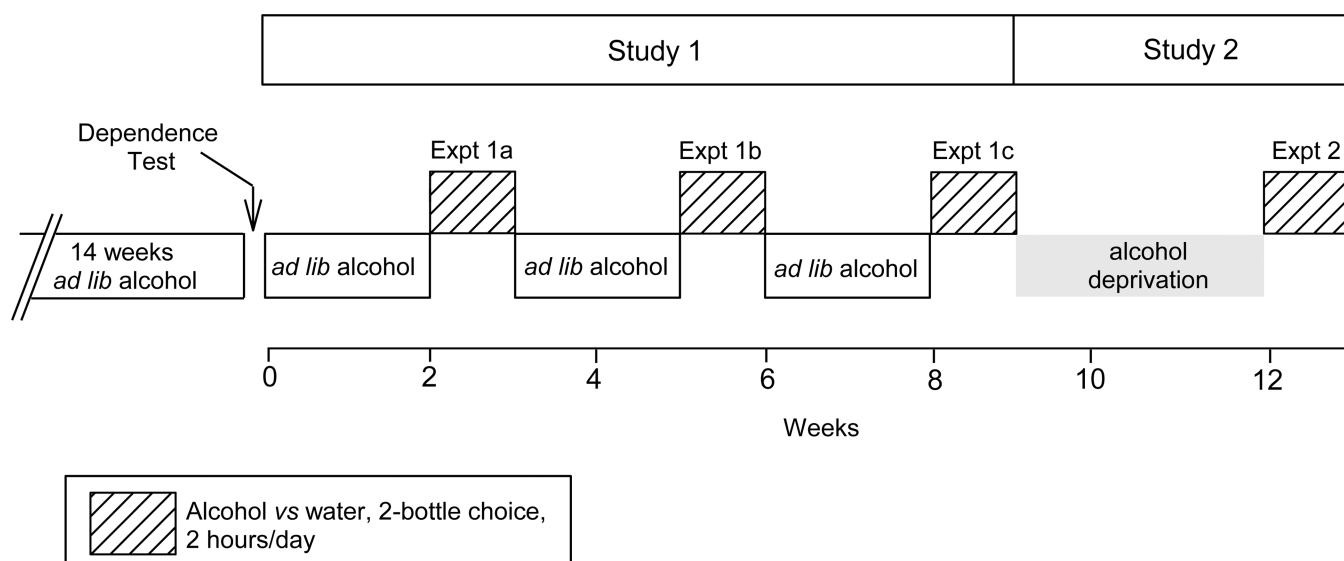 Study 1
Study 2
Dependence
Test
Expt 1a
Expt 1b
Expt 1c
Expt 2
14 weeks
ad lib alcohol
ad lib alcohol
ad lib alcohol
ad lib alcohol
alcohol
deprivation
0
2
4
6
8
10
12
Weeks
Alcohol vs water, 2-bottle choice,
2 hours/day